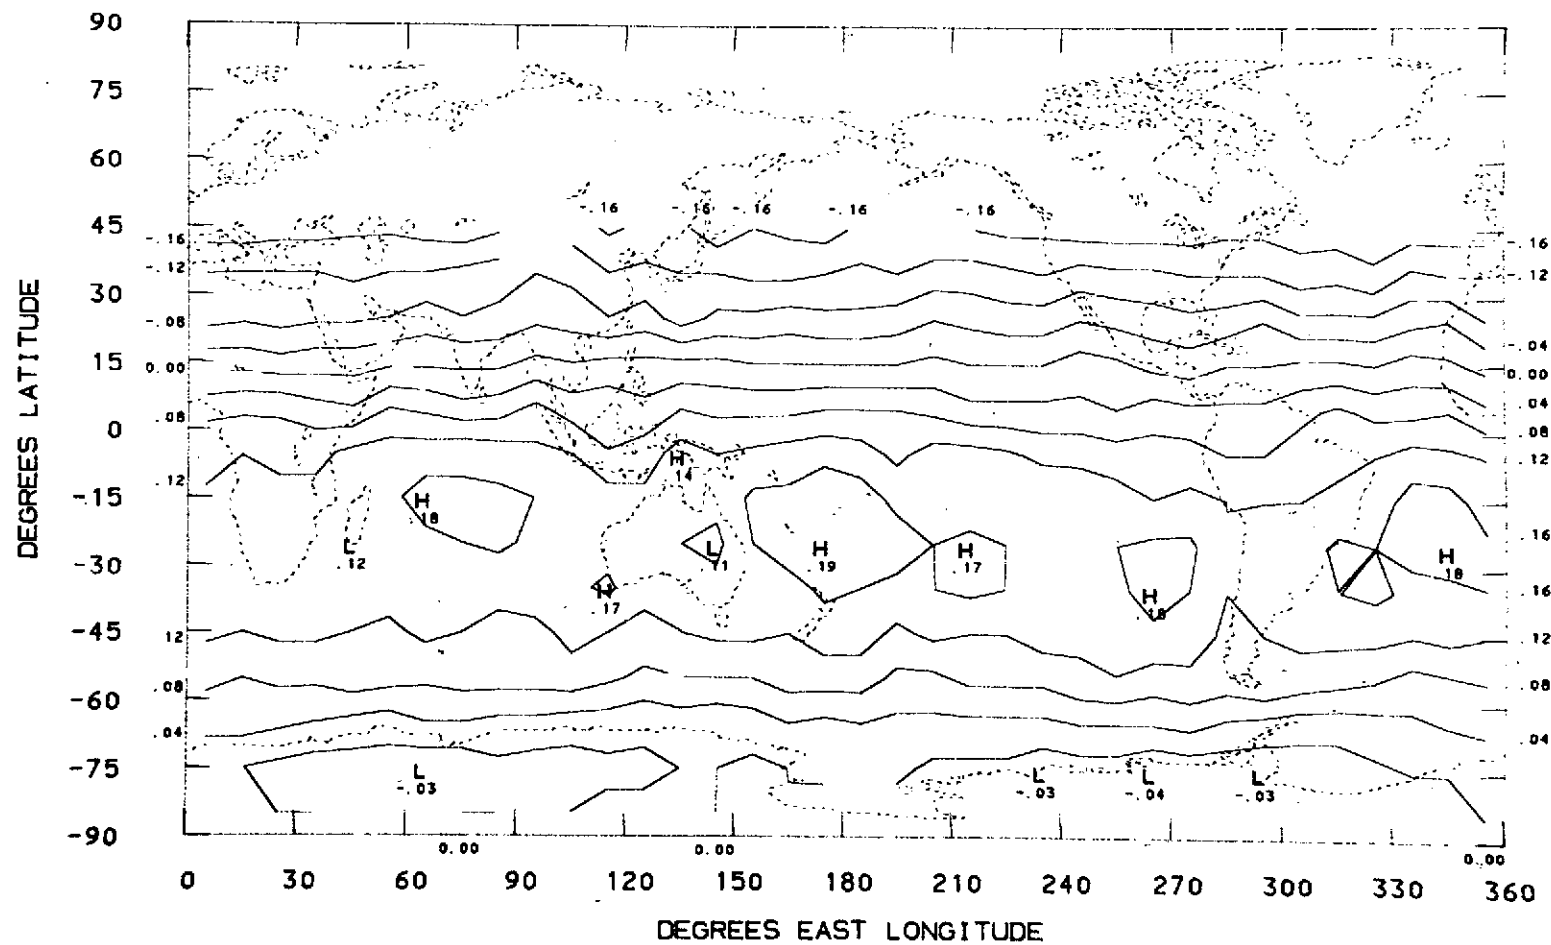 90
75
60
-.16 -.16 -.16 -.16 -.16
45
-.16 -.16
-.12 -.12
30
-.08
-.04
15
0.00 0.00
.04
.08 .08
0
.12
H
.14
.12
-15
H
.18
.16
L
.12
L
.11
H
.19
H
.17
H
.18
-30
H
.17
H
.18
.16
-45
.12 .12
.08 .08
-60
.04 .04
-75
L
-.03
L
-.03
L
-.04
L
-.03
-90
0.00 0.00 0.00
0 30 60 90 120 150 180 210 240 270 300 330 360
DEGREES LATITUDE
DEGREES EAST LONGITUDE